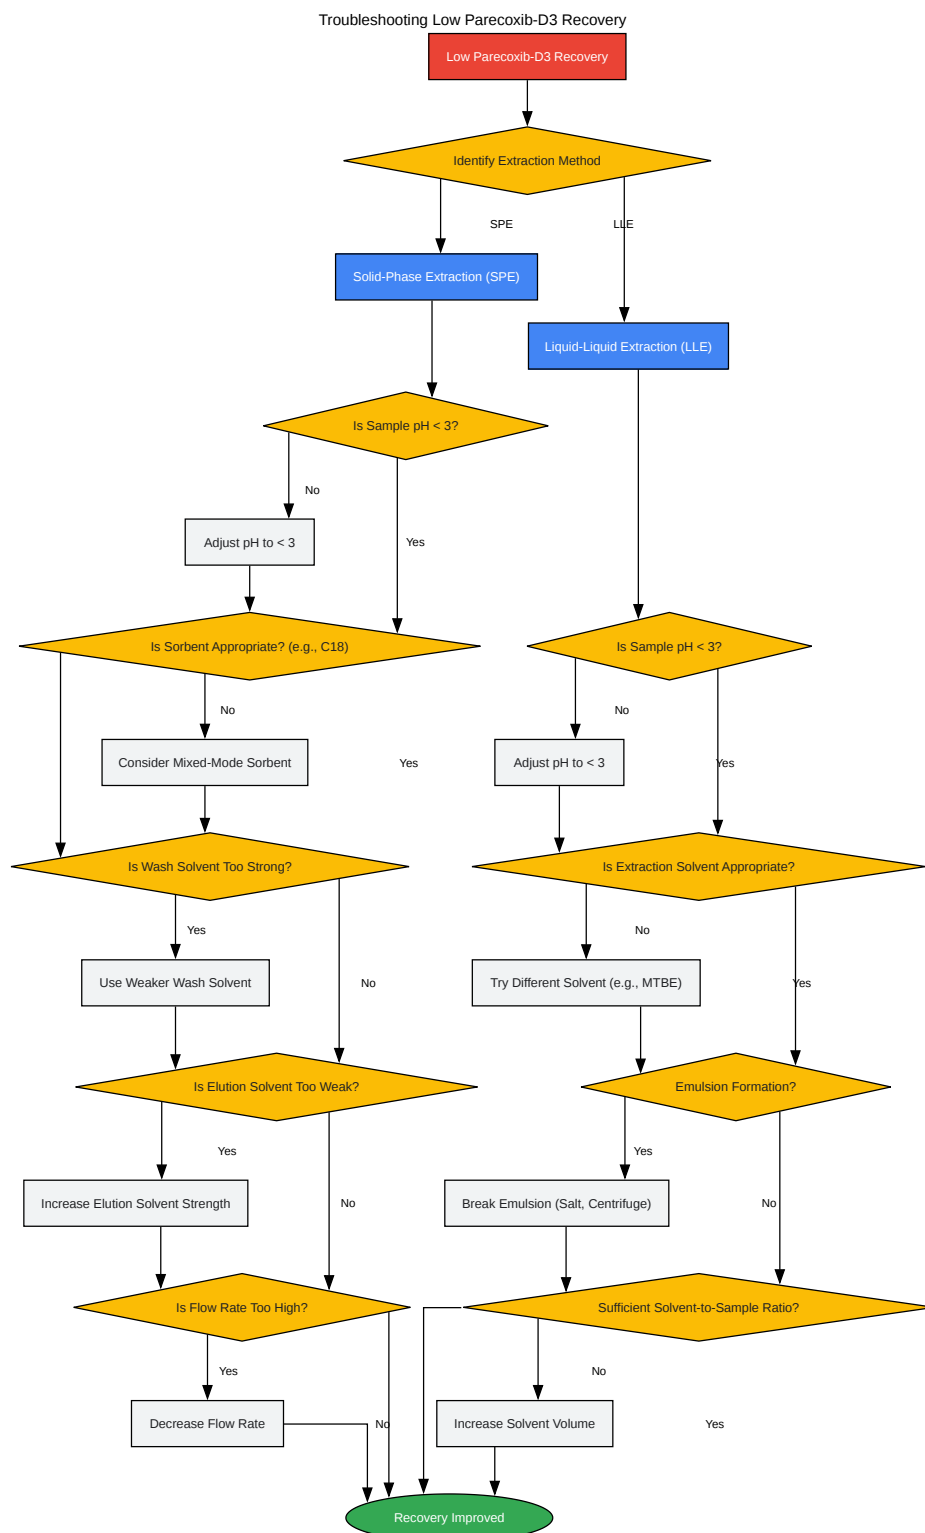 Troubleshooting Low Parecoxib-D3 Recovery
Low Parecoxib-D3 Recovery
Identify Extraction Method
SPE
LLE
Solid-Phase Extraction (SPE)
Liquid-Liquid Extraction (LLE)
Is Sample pH < 3?
No
Adjust pH to < 3
Yes
Is Sorbent Appropriate? (e.g., C18)
Is Sample pH < 3?
No
No
Consider Mixed-Mode Sorbent
Yes
Adjust pH to < 3
Yes
Is Wash Solvent Too Strong?
Is Extraction Solvent Appropriate?
Yes
No
Use Weaker Wash Solvent
No
Try Different Solvent (e.g., MTBE)
Yes
Is Elution Solvent Too Weak?
Emulsion Formation?
Yes
Yes
Increase Elution Solvent Strength
No
Break Emulsion (Salt, Centrifuge)
No
Is Flow Rate Too High?
Sufficient Solvent-to-Sample Ratio?
Yes
No
Decrease Flow Rate
No
Increase Solvent Volume
Yes
Recovery Improved